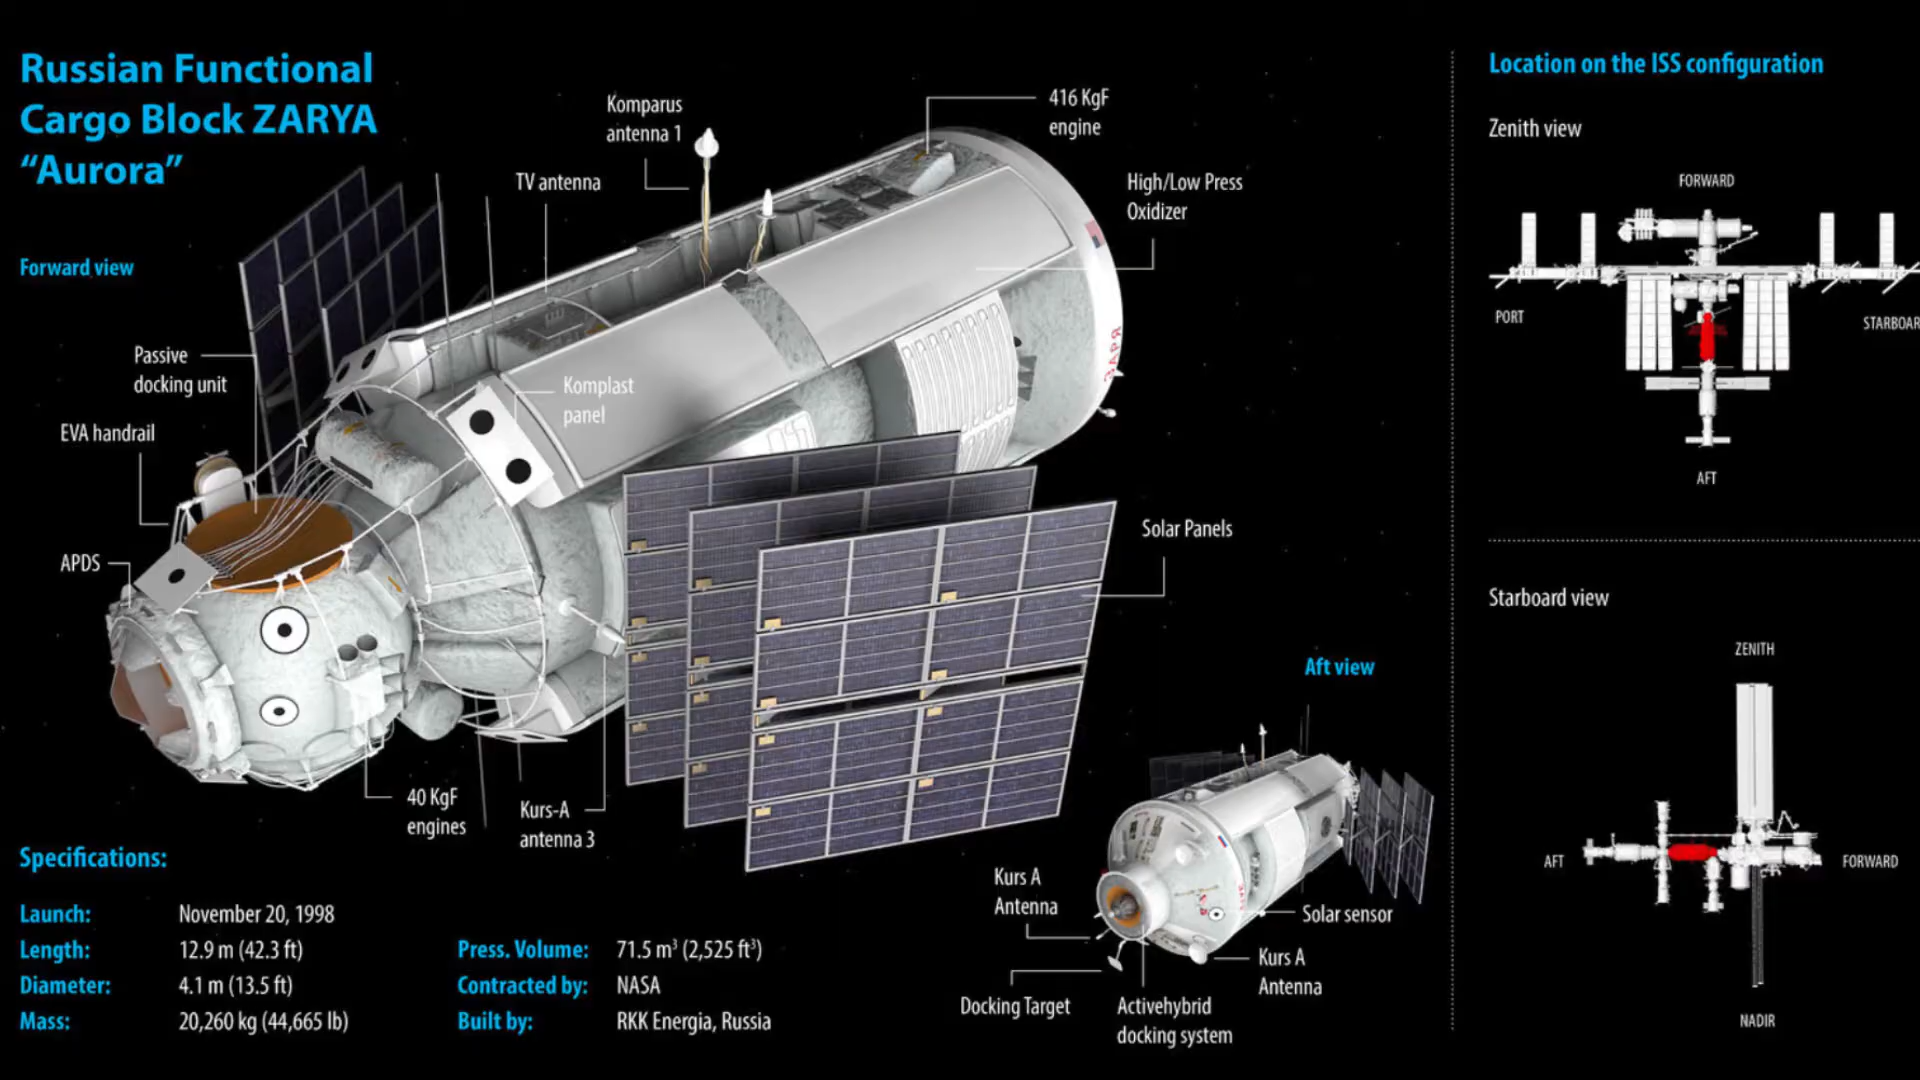 Russian Functional
Cargo Block ZARYA
“Aurora”
Forward view
Komparus
antenna 1
416 KgF
engine
TV antenna
High/Low Press
Oxidizer
Passive
docking unit
Komplast
panel
EVA handrail
APDS
Solar Panels
ЗАРЯ
40 KgF
engines
Kurs-A
antenna 3
Aft view
Kurs A
Antenna
Solar sensor
Kurs A
Antenna
Docking Target
Activehybrid
docking system
Specifications:
Launch: November 20, 1998
Length: 12.9 m (42.3 ft)
Diameter: 4.1 m (13.5 ft)
Mass: 20,260 kg (44,665 lb)
Press. Volume: 71.5 m³ (2,525 ft³)
Contracted by: NASA
Built by: RKK Energia, Russia
Location on the ISS configuration
Zenith view
FORWARD
PORT
STARBOAR
AFT
Starboard view
ZENITH
AFT
FORWARD
NADIR